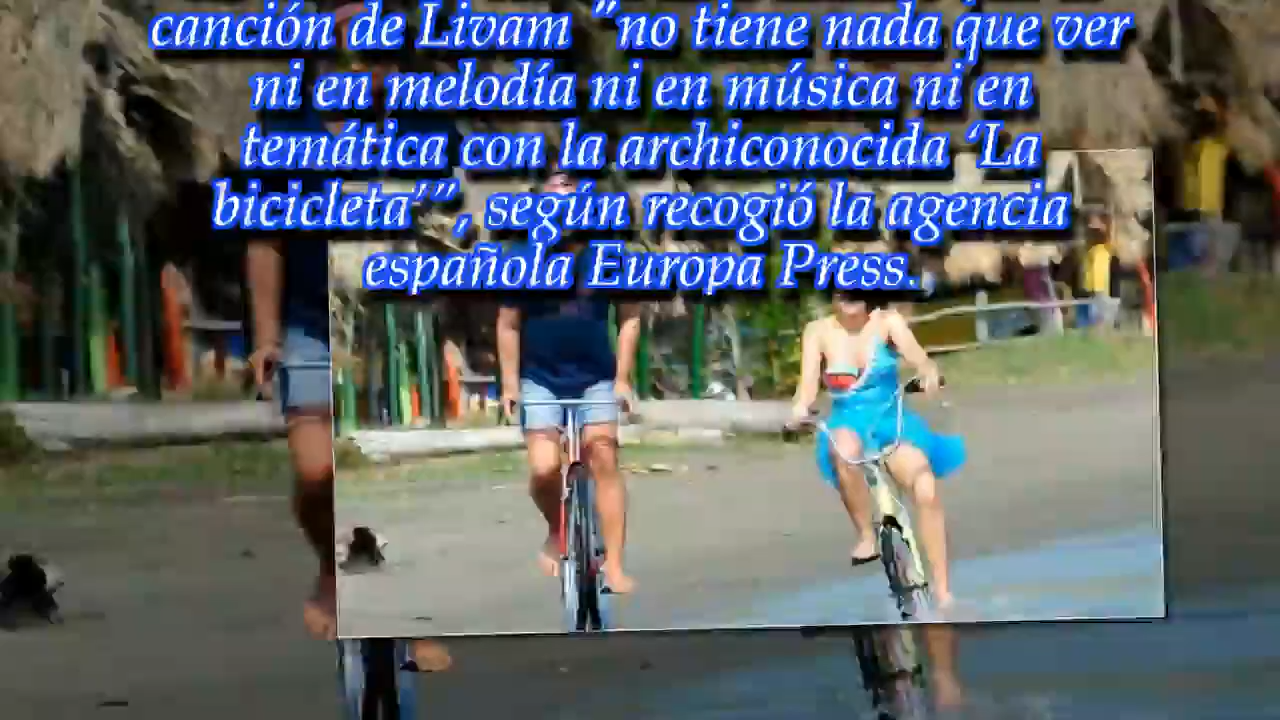 canción de Livam "no tiene nada que ver
ni en melodía ni en música ni en
temática con la archiconocida ‘La
bicicleta’”, según recogió la agencia
española Europa Press.